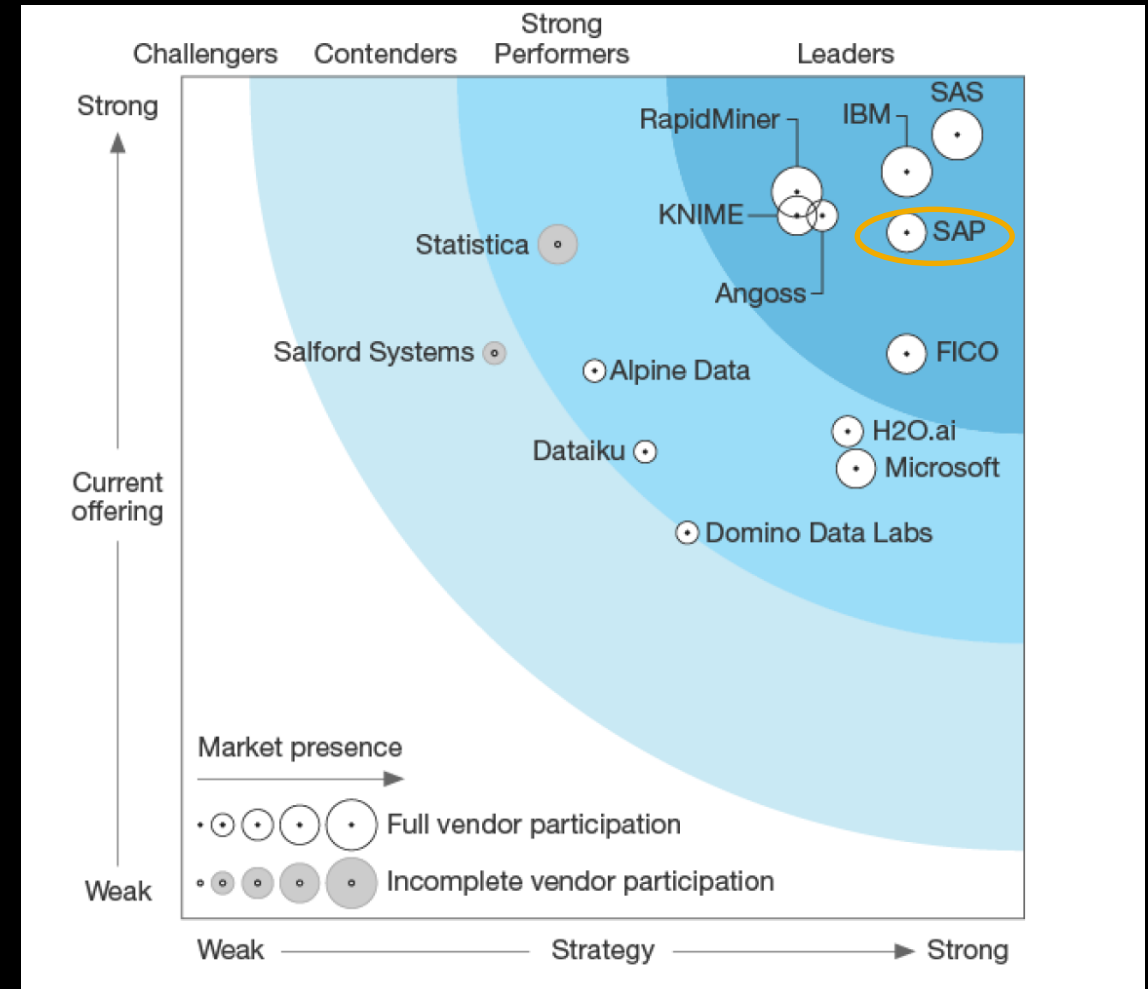 Challengers
Contenders
Strong
Performers
Leaders
Strong
SAS
IBM
RapidMiner
KNIME
SAP
Statistica
Angoss
Salford Systems
FICO
Alpine Data
H2O.ai
Dataiku
Microsoft
Current
offering
Domino Data Labs
Market presence
Full vendor participation
Incomplete vendor participation
Weak
Weak
Strategy
Strong